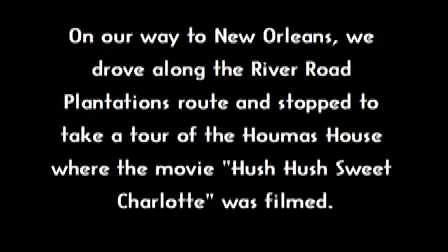 On our way to New Orleans, we
drove along the River Road
Plantations route and stopped to
take a tour of the Houmas House
where the movie "Hush Hush Sweet
Charlotte" was filmed.